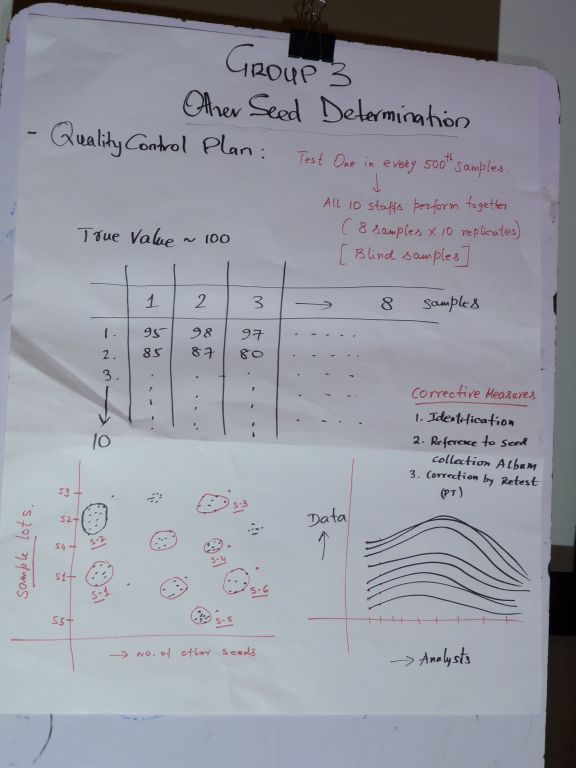 GROUP 3
Other Seed Determination
- Quality Control Plan :
Test One in every 500th samples.
↓
All 10 staffs perform together
( 8 samples x 10 replicates)
[ Blind samples ]
True Value ~ 100
1 2 3 → 8 samples
1. 95 98 97 .....
2. 85 87 80 .....
3.
10
Corrective Measures
1. Identification
2. Reference to seed
collection Album
3. Correction by Retest
(PT)
Sample lots.
S3
S2
S4
S1
S5
S-3
S-2
S-4
S-1
S-6
S-5
→ No. of other seeds
Data
↑
→ Analysts